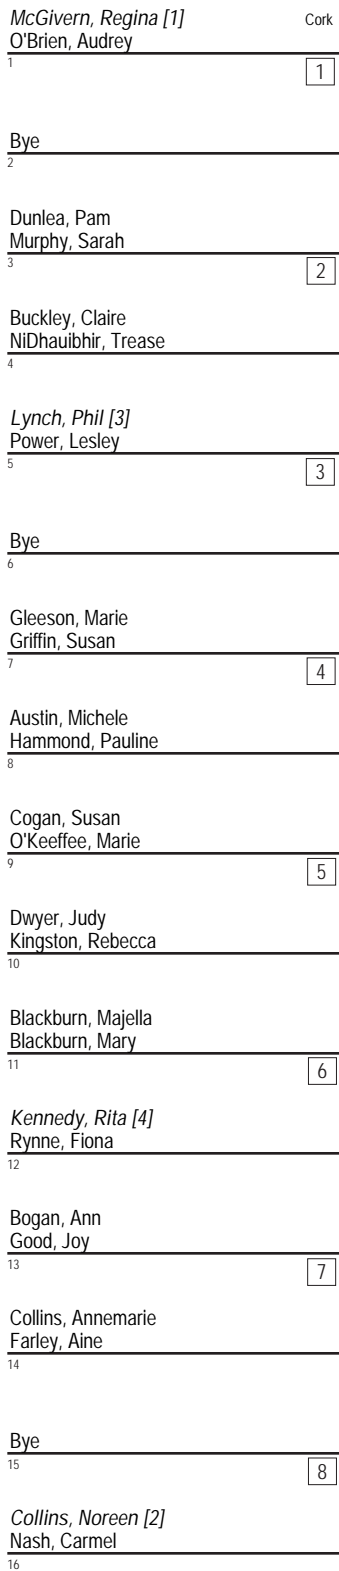 McGivern, Regina [1] Cork
O'Brien, Audrey
1
1
Bye
2
Dunlea, Pam
Murphy, Sarah
3
2
Buckley, Claire
NiDhauibhir, Trease
4
Lynch, Phil [3]
Power, Lesley
5
3
Bye
6
Gleeson, Marie
Griffin, Susan
7
4
Austin, Michele
Hammond, Pauline
8
Cogan, Susan
O'Keeffee, Marie
9
5
Dwyer, Judy
Kingston, Rebecca
10
Blackburn, Majella
Blackburn, Mary
11
6
Kennedy, Rita [4]
Rynne, Fiona
12
Bogan, Ann
Good, Joy
13
7
Collins, Annemarie
Farley, Aine
14
Bye
15
8
Collins, Noreen [2]
Nash, Carmel
16